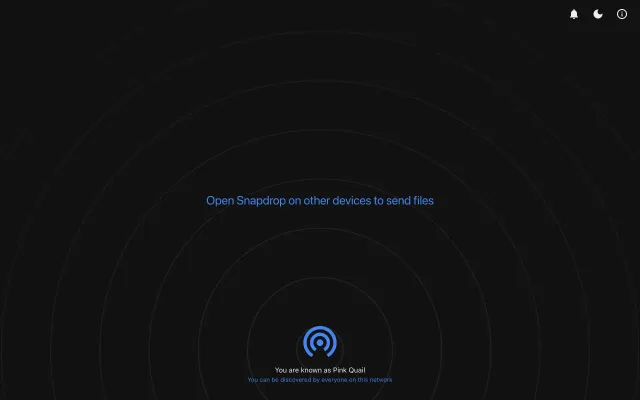 Open Snapdrop on other devices to send files
You are known as Pink Quail
You can be discovered by everyone on this network